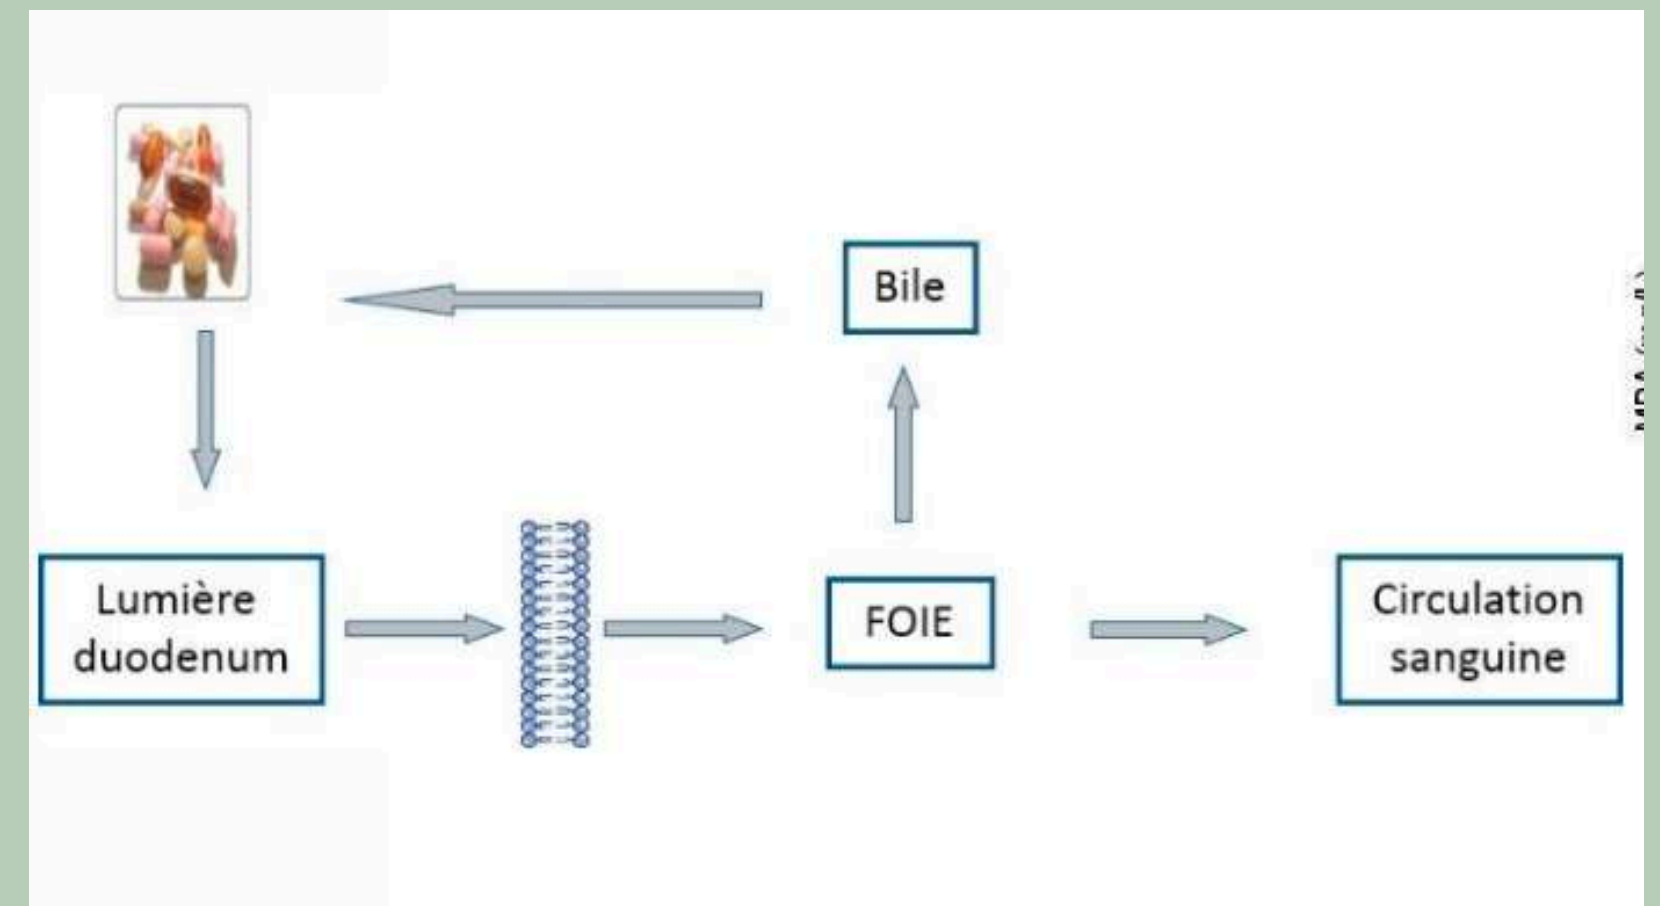 Bile
Lumière
duodenum
FOIE
Circulation
sanguine